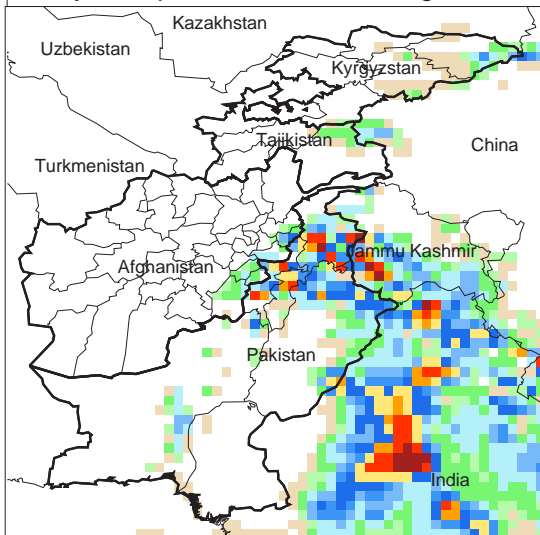 Kazakhstan
Uzbekistan
Kyrgyzstan
Tajikistan
China
Turkmenistan
Jammu Kashmir
Afghanistan
Pakistan
India